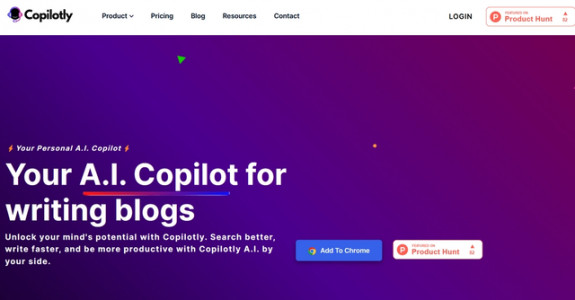 Copilotly
Product
Pricing
Blog
Resources
Contact
LOGIN
FEATURED ON
Product Hunt
Your Personal A.I. Copilot
Your A.I. Copilot for
writing blogs
Unlock your mind's potential with Copilotly. Search better,
write faster, and be more productive with Copilotly A.I. by
your side.
Add To Chrome
FEATURED ON
Product Hunt